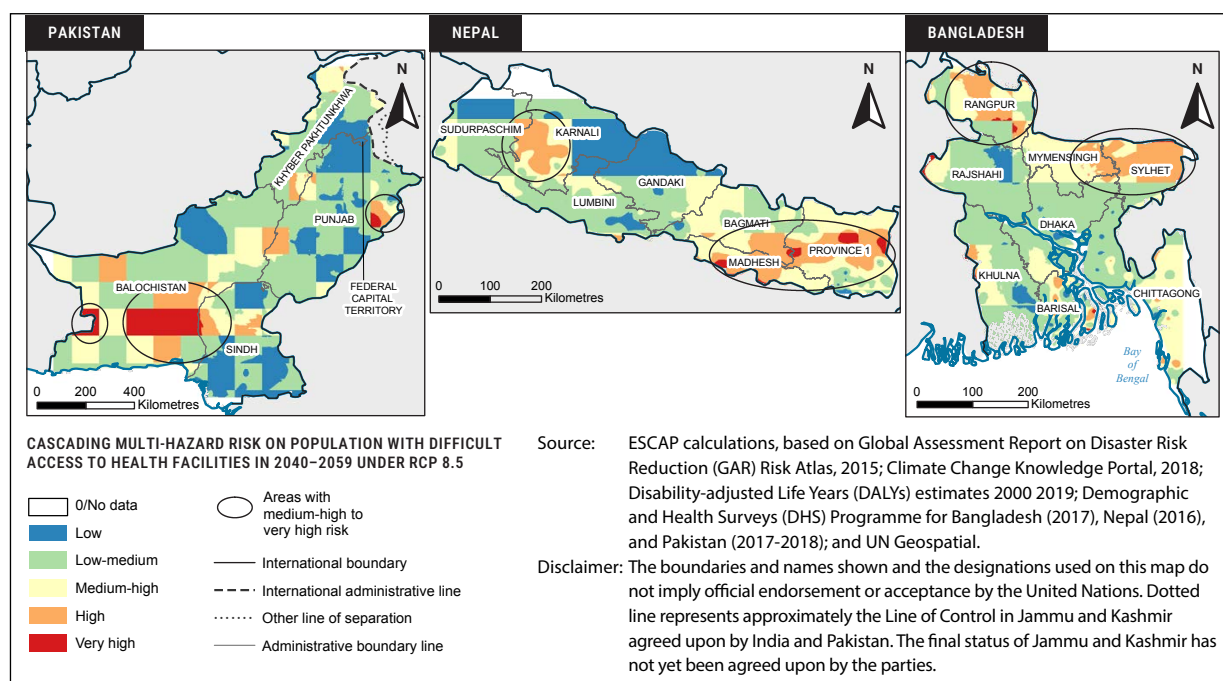 PAKISTAN
N
KHYBER PAKHTUNKHWA
PUNJAB
BALOCHISTAN
FEDERAL
CAPITAL
TERRITORY
SINDH
0 200 400
Kilometres
NEPAL
N
SUDURPASCHIM
KARNALI
GANDAKI
LUMBINI
BAGMATI
PROVINCE 1
MADHESH
0 100 200
Kilometres
BANGLADESH
N
RANGPUR
MYMENSINGH
SYLHET
RAJSHAHI
DHAKA
KHULNA
CHITTAGONG
BARISAL
Bay
of
Bengal
0 100 200
Kilometres
CASCADING MULTI-HAZARD RISK ON POPULATION WITH DIFFICULT
ACCESS TO HEALTH FACILITIES IN 2040–2059 UNDER RCP 8.5
0/No data
Low
Low-medium
Medium-high
High
Very high
Areas with
medium-high to
very high risk
International boundary
International administrative line
Other line of separation
Administrative boundary line
Source: ESCAP calculations, based on Global Assessment Report on Disaster Risk
Reduction (GAR) Risk Atlas, 2015; Climate Change Knowledge Portal, 2018;
Disability-adjusted Life Years (DALYs) estimates 2000 2019; Demographic
and Health Surveys (DHS) Programme for Bangladesh (2017), Nepal (2016),
and Pakistan (2017-2018); and UN Geospatial.
Disclaimer: The boundaries and names shown and the designations used on this map do
not imply official endorsement or acceptance by the United Nations. Dotted
line represents approximately the Line of Control in Jammu and Kashmir
agreed upon by India and Pakistan. The final status of Jammu and Kashmir has
not yet been agreed upon by the parties.